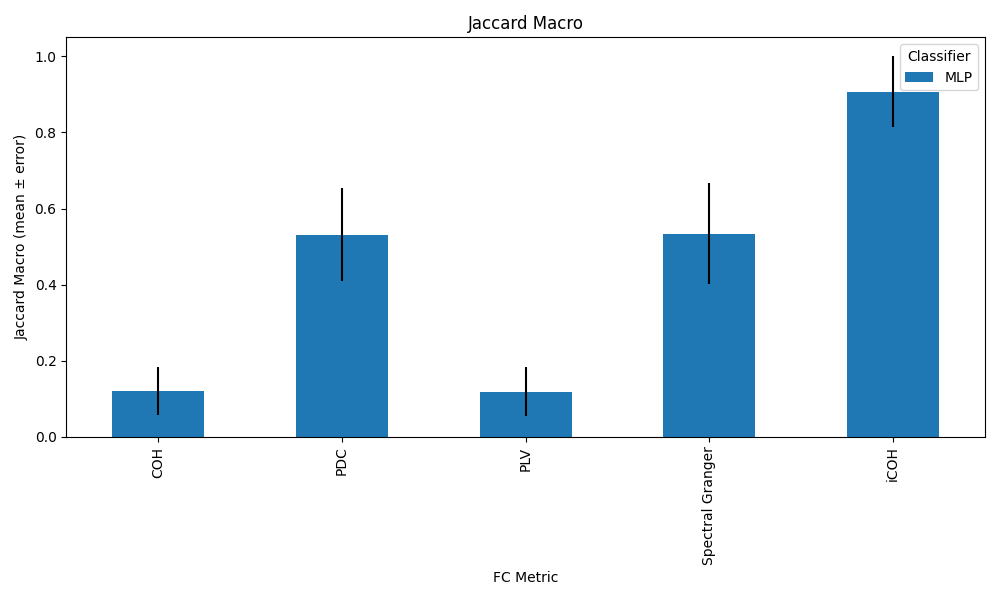 Jaccard Macro
Classifier
MLP
Jaccard Macro (mean ± error)
1.0
0.8
0.6
0.4
0.2
0.0
COH
PDC
PLV
Spectral Granger
iCOH
FC Metric